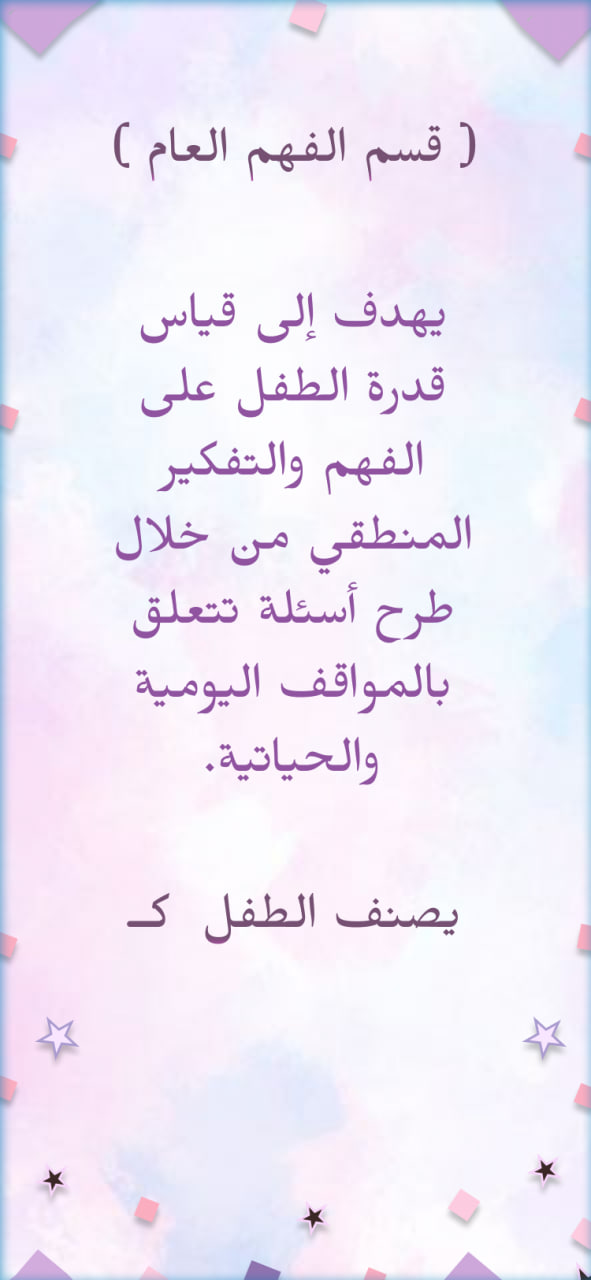 ( قسم الفهم العام )
يهدف إلى قياس
قدرة الطفل على
الفهم والتفكير
المنطقي من خلال
طرح أسئلة تتعلق
بالمواقف اليومية
والحياتية.
يصنف الطفل كـ